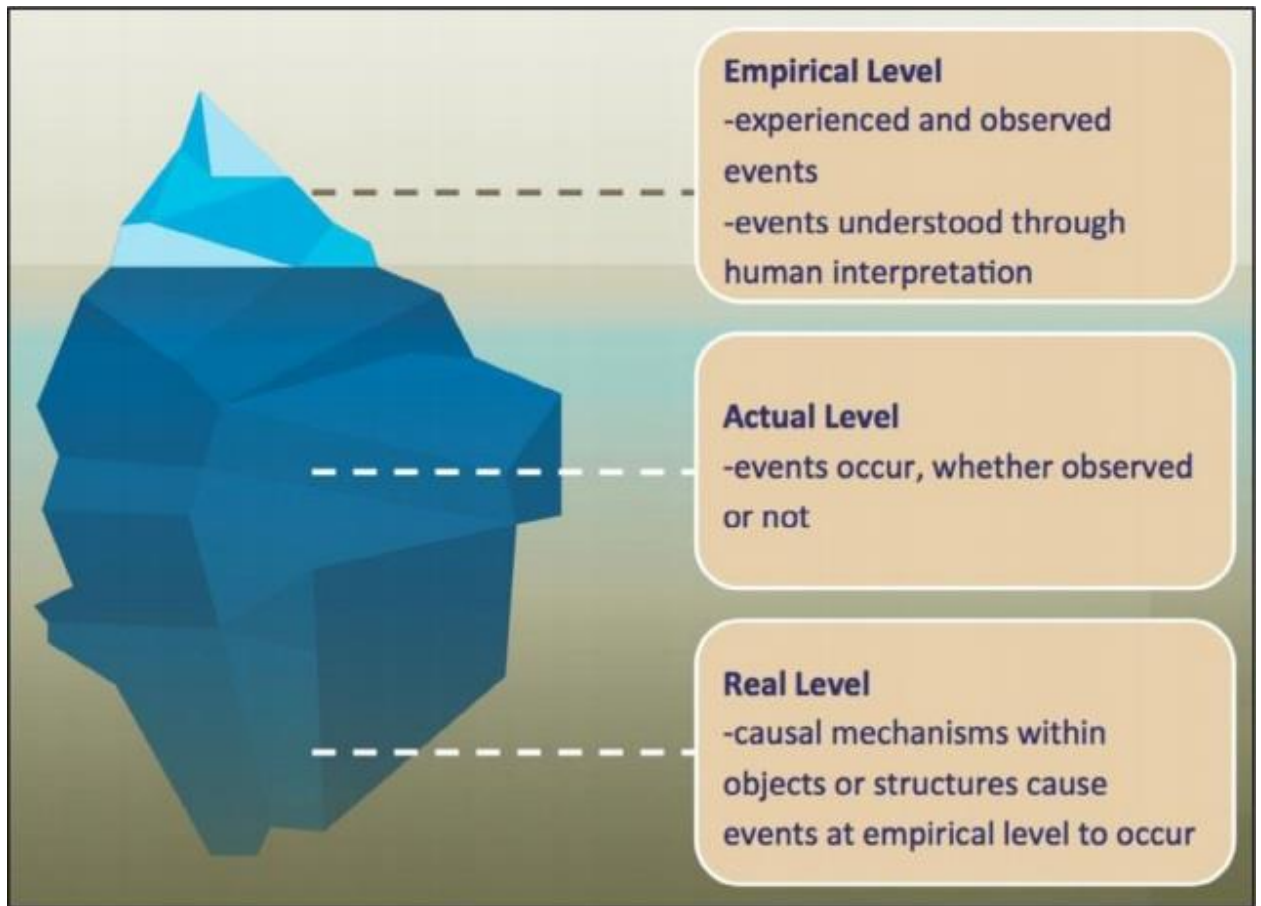 Empirical Level
-experienced and observed
events
-events understood through
human interpretation
Actual Level
-events occur, whether observed
or not
Real Level
-causal mechanisms within
objects or structures cause
events at empirical level to occur